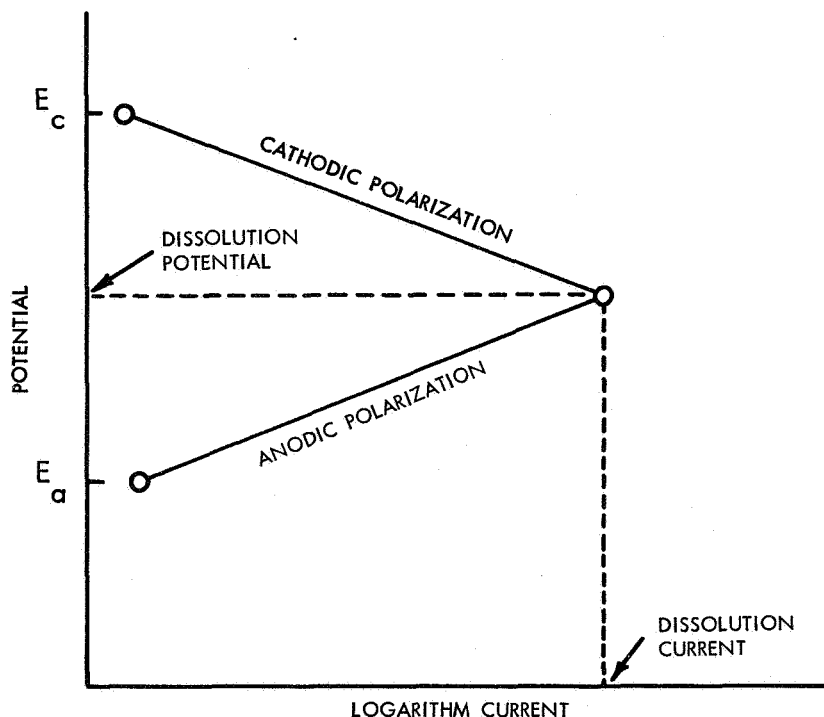 E_c
CATHODIC POLARIZATION
DISSOLUTION
POTENTIAL
POTENTIAL
ANODIC POLARIZATION
E_a
DISSOLUTION
CURRENT
LOGARITHM CURRENT